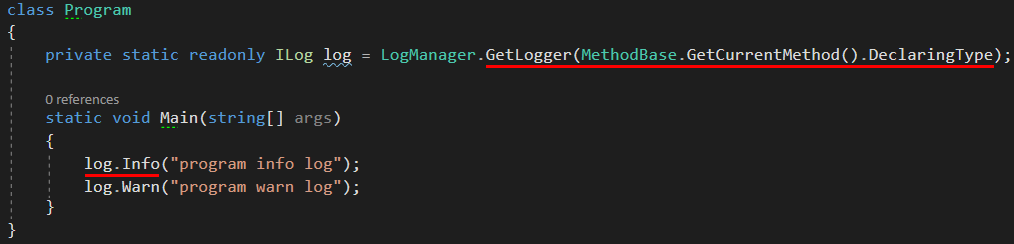 class Program
{
private static readonly ILog log = LogManager.GetLogger(MethodBase.GetCurrentMethod().DeclaringType);
0 references
static void Main(string[] args)
{
log.Info("program info log");
log.Warn("program warn log");
}
}